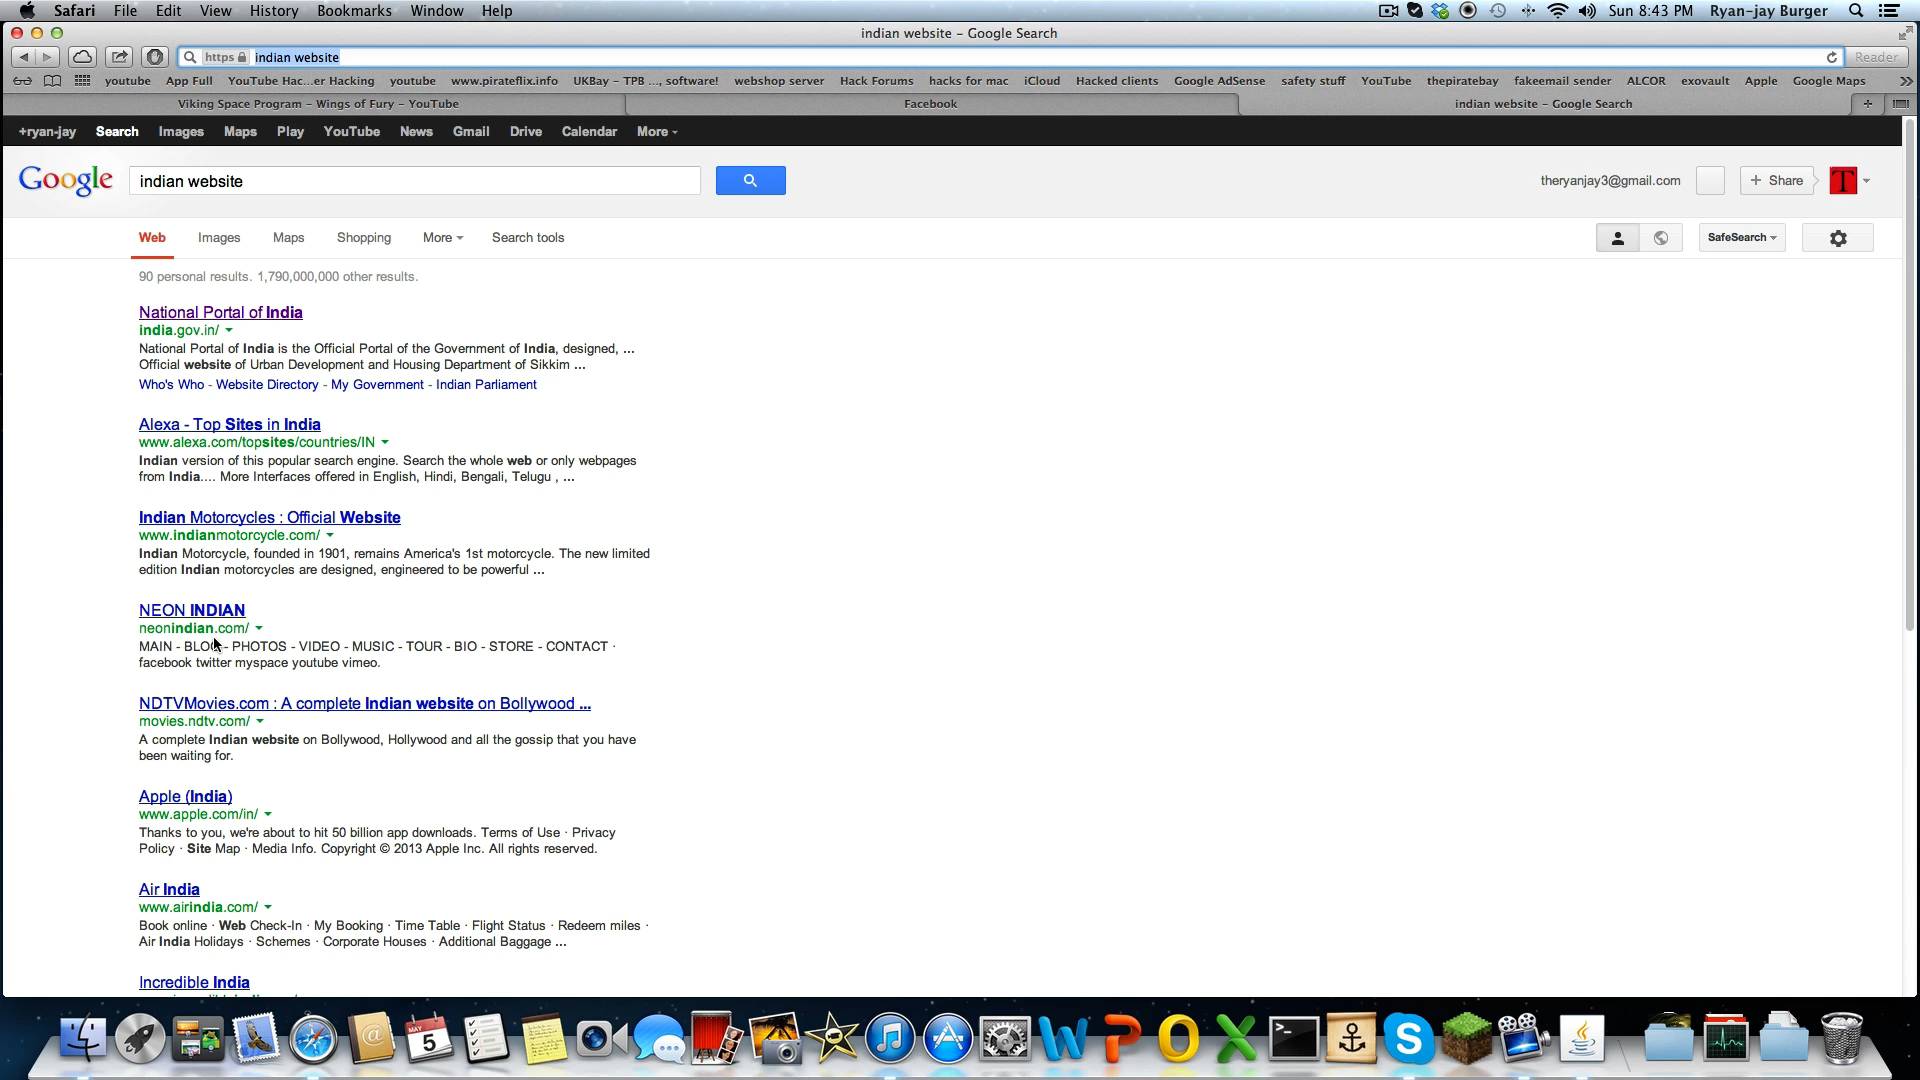 Safari File Edit View History Bookmarks Window Help Sun 8:43 PM Ryan-jay Burger
indian website – Google Search
https indian website Reader
youtube App Full YouTube Hac...er Hacking youtube www.pirateflix.info UKBay – TPB ..., software! webshop server Hack Forums hacks for mac iCloud Hacked clients Google AdSense safety stuff YouTube thepiratebay fakeemail sender ALCOR exovault Apple Google Maps
Viking Space Program – Wings of Fury – YouTube Facebook indian website – Google Search
+ryan-jay Search Images Maps Play YouTube News Gmail Drive Calendar More
Google indian website theryanjay3@gmail.com + Share T
Web Images Maps Shopping More Search tools SafeSearch
90 personal results. 1,790,000,000 other results.
National Portal of India
india.gov.in/
National Portal of India is the Official Portal of the Government of India, designed, ...
Official website of Urban Development and Housing Department of Sikkim ...
Who's Who - Website Directory - My Government - Indian Parliament
Alexa - Top Sites in India
www.alexa.com/topsites/countries/IN
Indian version of this popular search engine. Search the whole web or only webpages
from India.... More Interfaces offered in English, Hindi, Bengali, Telugu , ...
Indian Motorcycles : Official Website
www.indianmotorcycle.com/
Indian Motorcycle, founded in 1901, remains America's 1st motorcycle. The new limited
edition Indian motorcycles are designed, engineered to be powerful ...
NEON INDIAN
neonindian.com/
MAIN - BLOG - PHOTOS - VIDEO - MUSIC - TOUR - BIO - STORE - CONTACT ·
facebook twitter myspace youtube vimeo.
NDTVMovies.com : A complete Indian website on Bollywood ...
movies.ndtv.com/
A complete Indian website on Bollywood, Hollywood and all the gossip that you have
been waiting for.
Apple (India)
www.apple.com/in/
Thanks to you, we're about to hit 50 billion app downloads. Terms of Use · Privacy
Policy · Site Map · Media Info. Copyright © 2013 Apple Inc. All rights reserved.
Air India
www.airindia.com/
Book online · Web Check-In · My Booking · Time Table · Flight Status · Redeem miles ·
Air India Holidays · Schemes · Corporate Houses · Additional Baggage ...
Incredible India
MAY
5